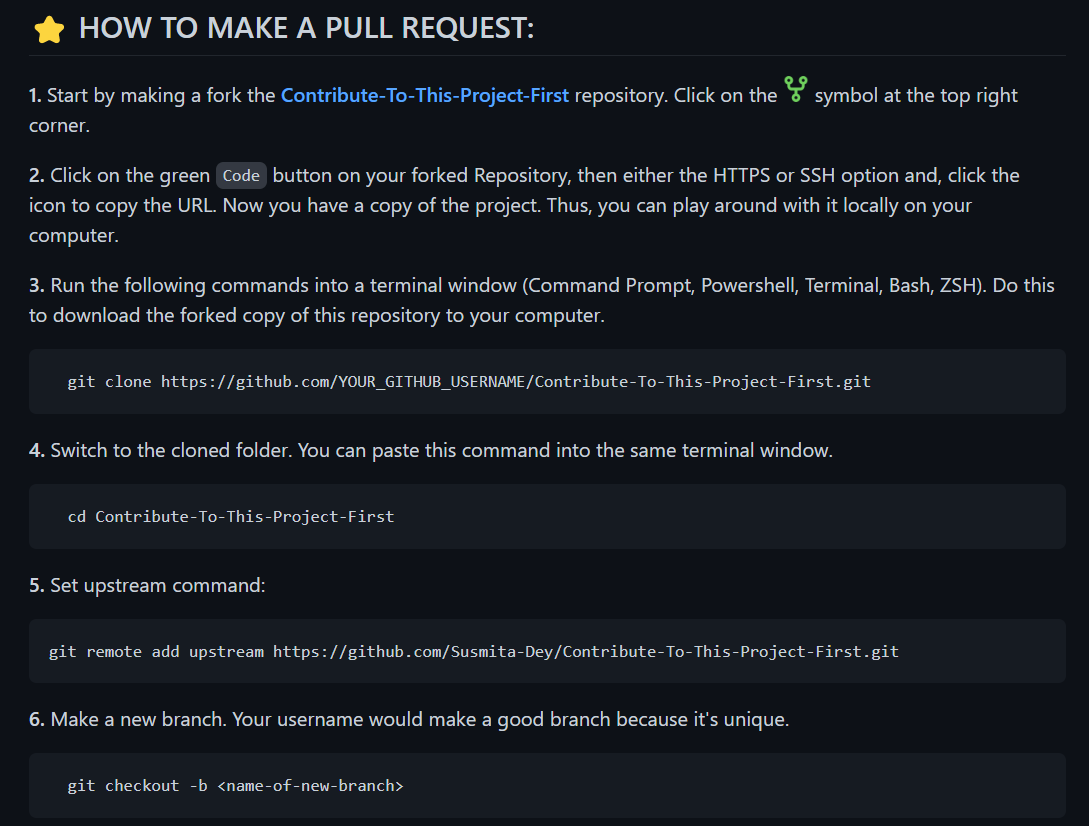 HOW TO MAKE A PULL REQUEST:
1. Start by making a fork the Contribute-To-This-Project-First repository. Click on the symbol at the top right
corner.
2. Click on the green Code button on your forked Repository, then either the HTTPS or SSH option and, click the
icon to copy the URL. Now you have a copy of the project. Thus, you can play around with it locally on your
computer.
3. Run the following commands into a terminal window (Command Prompt, Powershell, Terminal, Bash, ZSH). Do this
to download the forked copy of this repository to your computer.
git clone https://github.com/YOUR_GITHUB_USERNAME/Contribute-To-This-Project-First.git
4. Switch to the cloned folder. You can paste this command into the same terminal window.
cd Contribute-To-This-Project-First
5. Set upstream command:
git remote add upstream https://github.com/Susmita-Dey/Contribute-To-This-Project-First.git
6. Make a new branch. Your username would make a good branch because it's unique.
git checkout -b <name-of-new-branch>